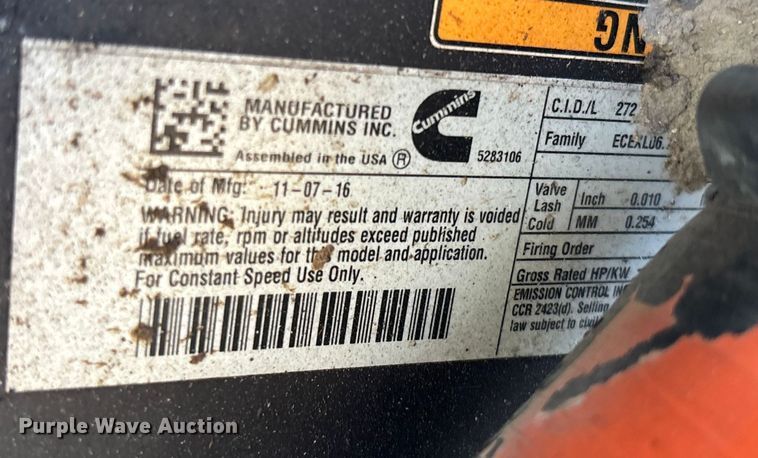 NG
MANUFACTURED
BY CUMMINS INC.
Assembled in the USA ®
Cummins
5283106
Date of Mfg: 11-07-16
WARNING: Injury may result and warranty is voided
if fuel rate, rpm or altitudes exceed published
maximum values for this model and application.
For Constant Speed Use Only.
C.I.D./L 272
Family
Valve
Lash
Cold
Inch 0.010
MM 0.254
Firing Order
Gross Rated HP/KW
EMISSION CONTROL
CCR 2423(d). Selling
law subject to civil
Purple Wave Auction